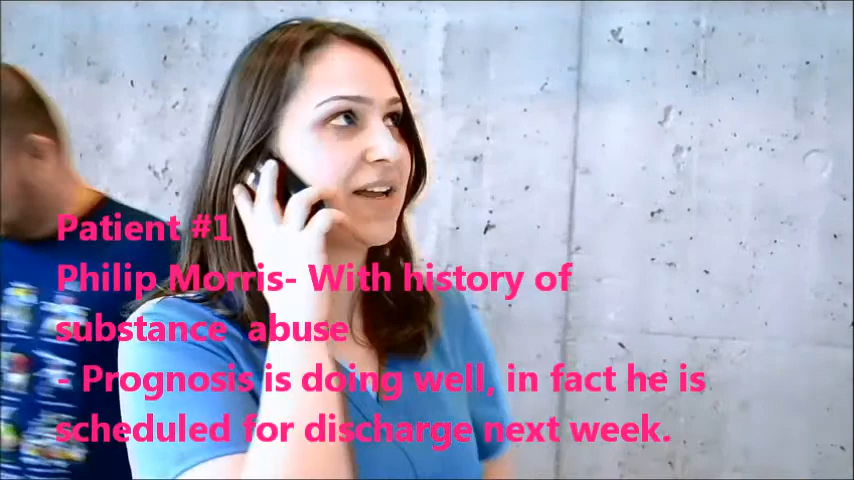 Patient #1
Philip Morris- With history of
substance  abuse
- Prognosis is doing well, in fact he is
scheduled for discharge next week.